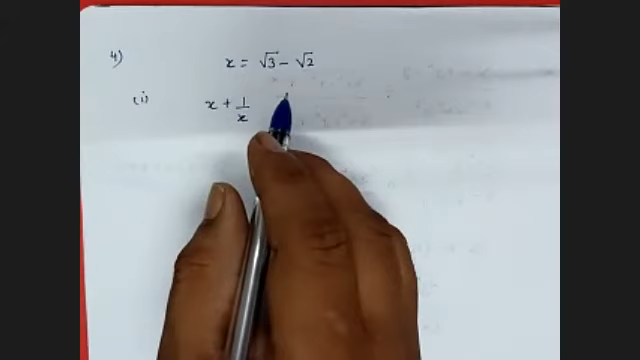 4) x = √3 - √2
(i) x + 1/x